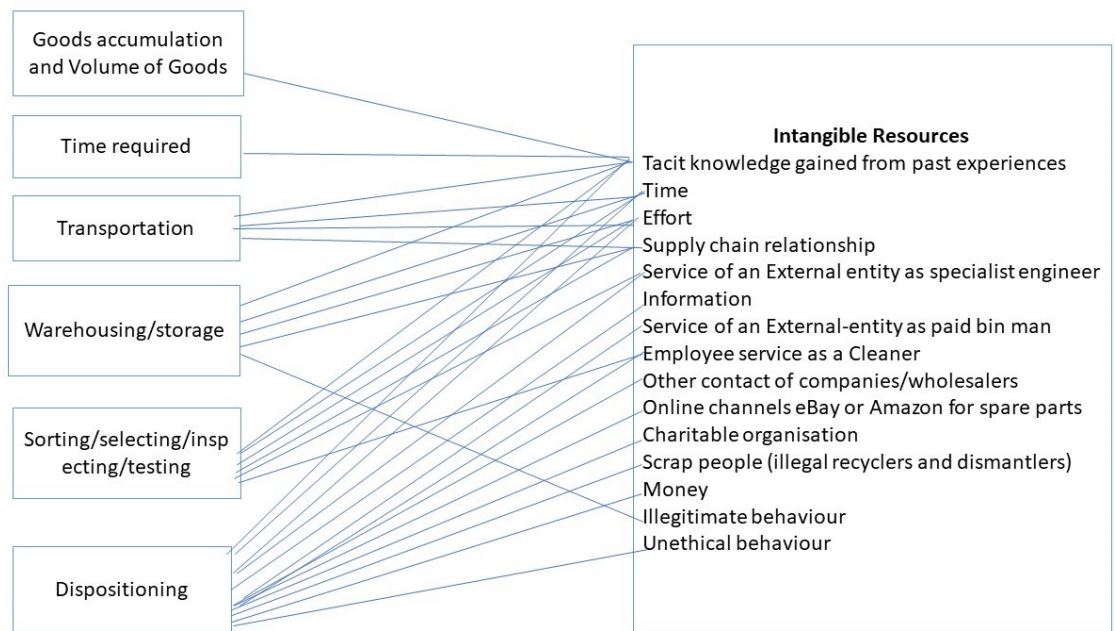 Goods accumulation
and Volume of Goods
Time required
Transportation
Warehousing/storage
Sorting/selecting/insp
ecting/testing
Dispositioning
Intangible Resources
Tacit knowledge gained from past experiences
Time
Effort
Supply chain relationship
Service of an External entity as specialist engineer
Information
Service of an External-entity as paid bin man
Employee service as a Cleaner
Other contact of companies/wholesalers
Online channels eBay or Amazon for spare parts
Charitable organisation
Scrap people (illegal recyclers and dismantlers)
Money
Illegitimate behaviour
Unethical behaviour